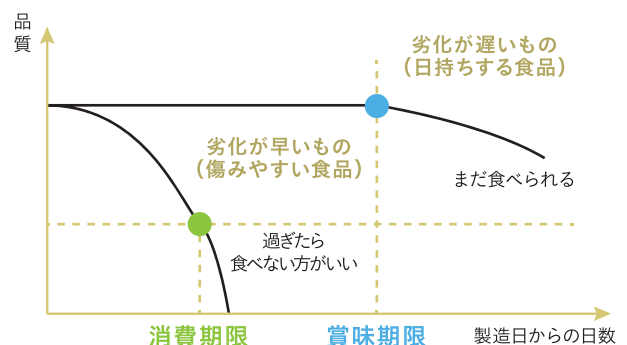 品
質
劣化が遅いもの
(日持ちする食品)
劣化が早いもの
(傷みやすい食品)
まだ食べられる
過ぎたら
食べない方がいい
消費期限
賞味期限
製造日からの日数